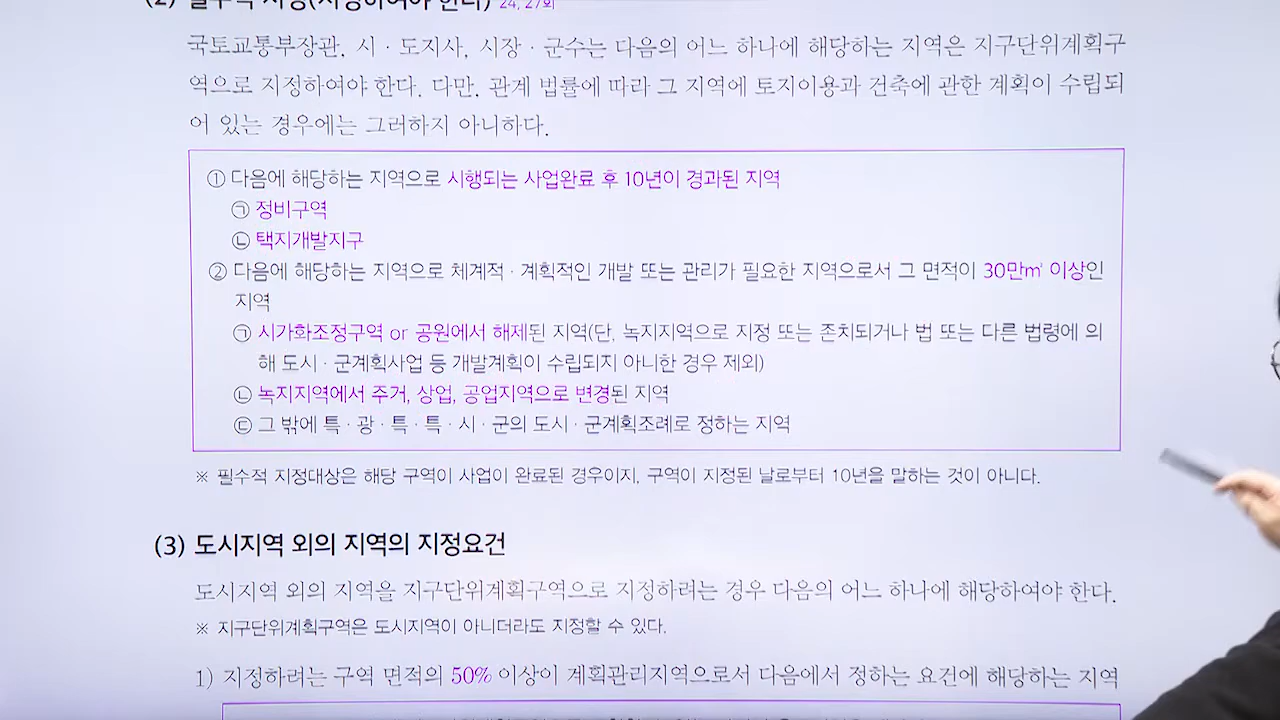 (2) 필수적 지정(지정하여야 한다) 24, 27회
국토교통부장관, 시·도지사, 시장·군수는 다음의 어느 하나에 해당하는 지역은 지구단위계획구
역으로 지정하여야 한다. 다만, 관계 법률에 따라 그 지역에 토지이용과 건축에 관한 계획이 수립되
어 있는 경우에는 그러하지 아니하다.
① 다음에 해당하는 지역으로 시행되는 사업완료 후 10년이 경과된 지역
㉠ 정비구역
㉡ 택지개발지구
② 다음에 해당하는 지역으로 체계적·계획적인 개발 또는 관리가 필요한 지역으로서 그 면적이 30만㎡ 이상인
지역
㉠ 시가화조정구역 or 공원에서 해제된 지역(단, 녹지지역으로 지정 또는 존치되거나 법 또는 다른 법령에 의
해 도시·군계획사업 등 개발계획이 수립되지 아니한 경우 제외)
㉡ 녹지지역에서 주거, 상업, 공업지역으로 변경된 지역
㉢ 그 밖에 특·광·특·특·시·군의 도시·군계획조례로 정하는 지역
※ 필수적 지정대상은 해당 구역이 사업이 완료된 경우이지, 구역이 지정된 날로부터 10년을 말하는 것이 아니다.
(3) 도시지역 외의 지역의 지정요건
도시지역 외의 지역을 지구단위계획구역으로 지정하려는 경우 다음의 어느 하나에 해당하여야 한다.
※ 지구단위계획구역은 도시지역이 아니더라도 지정할 수 있다.
1) 지정하려는 구역 면적의 50% 이상이 계획관리지역으로서 다음에서 정하는 요건에 해당하는 지역